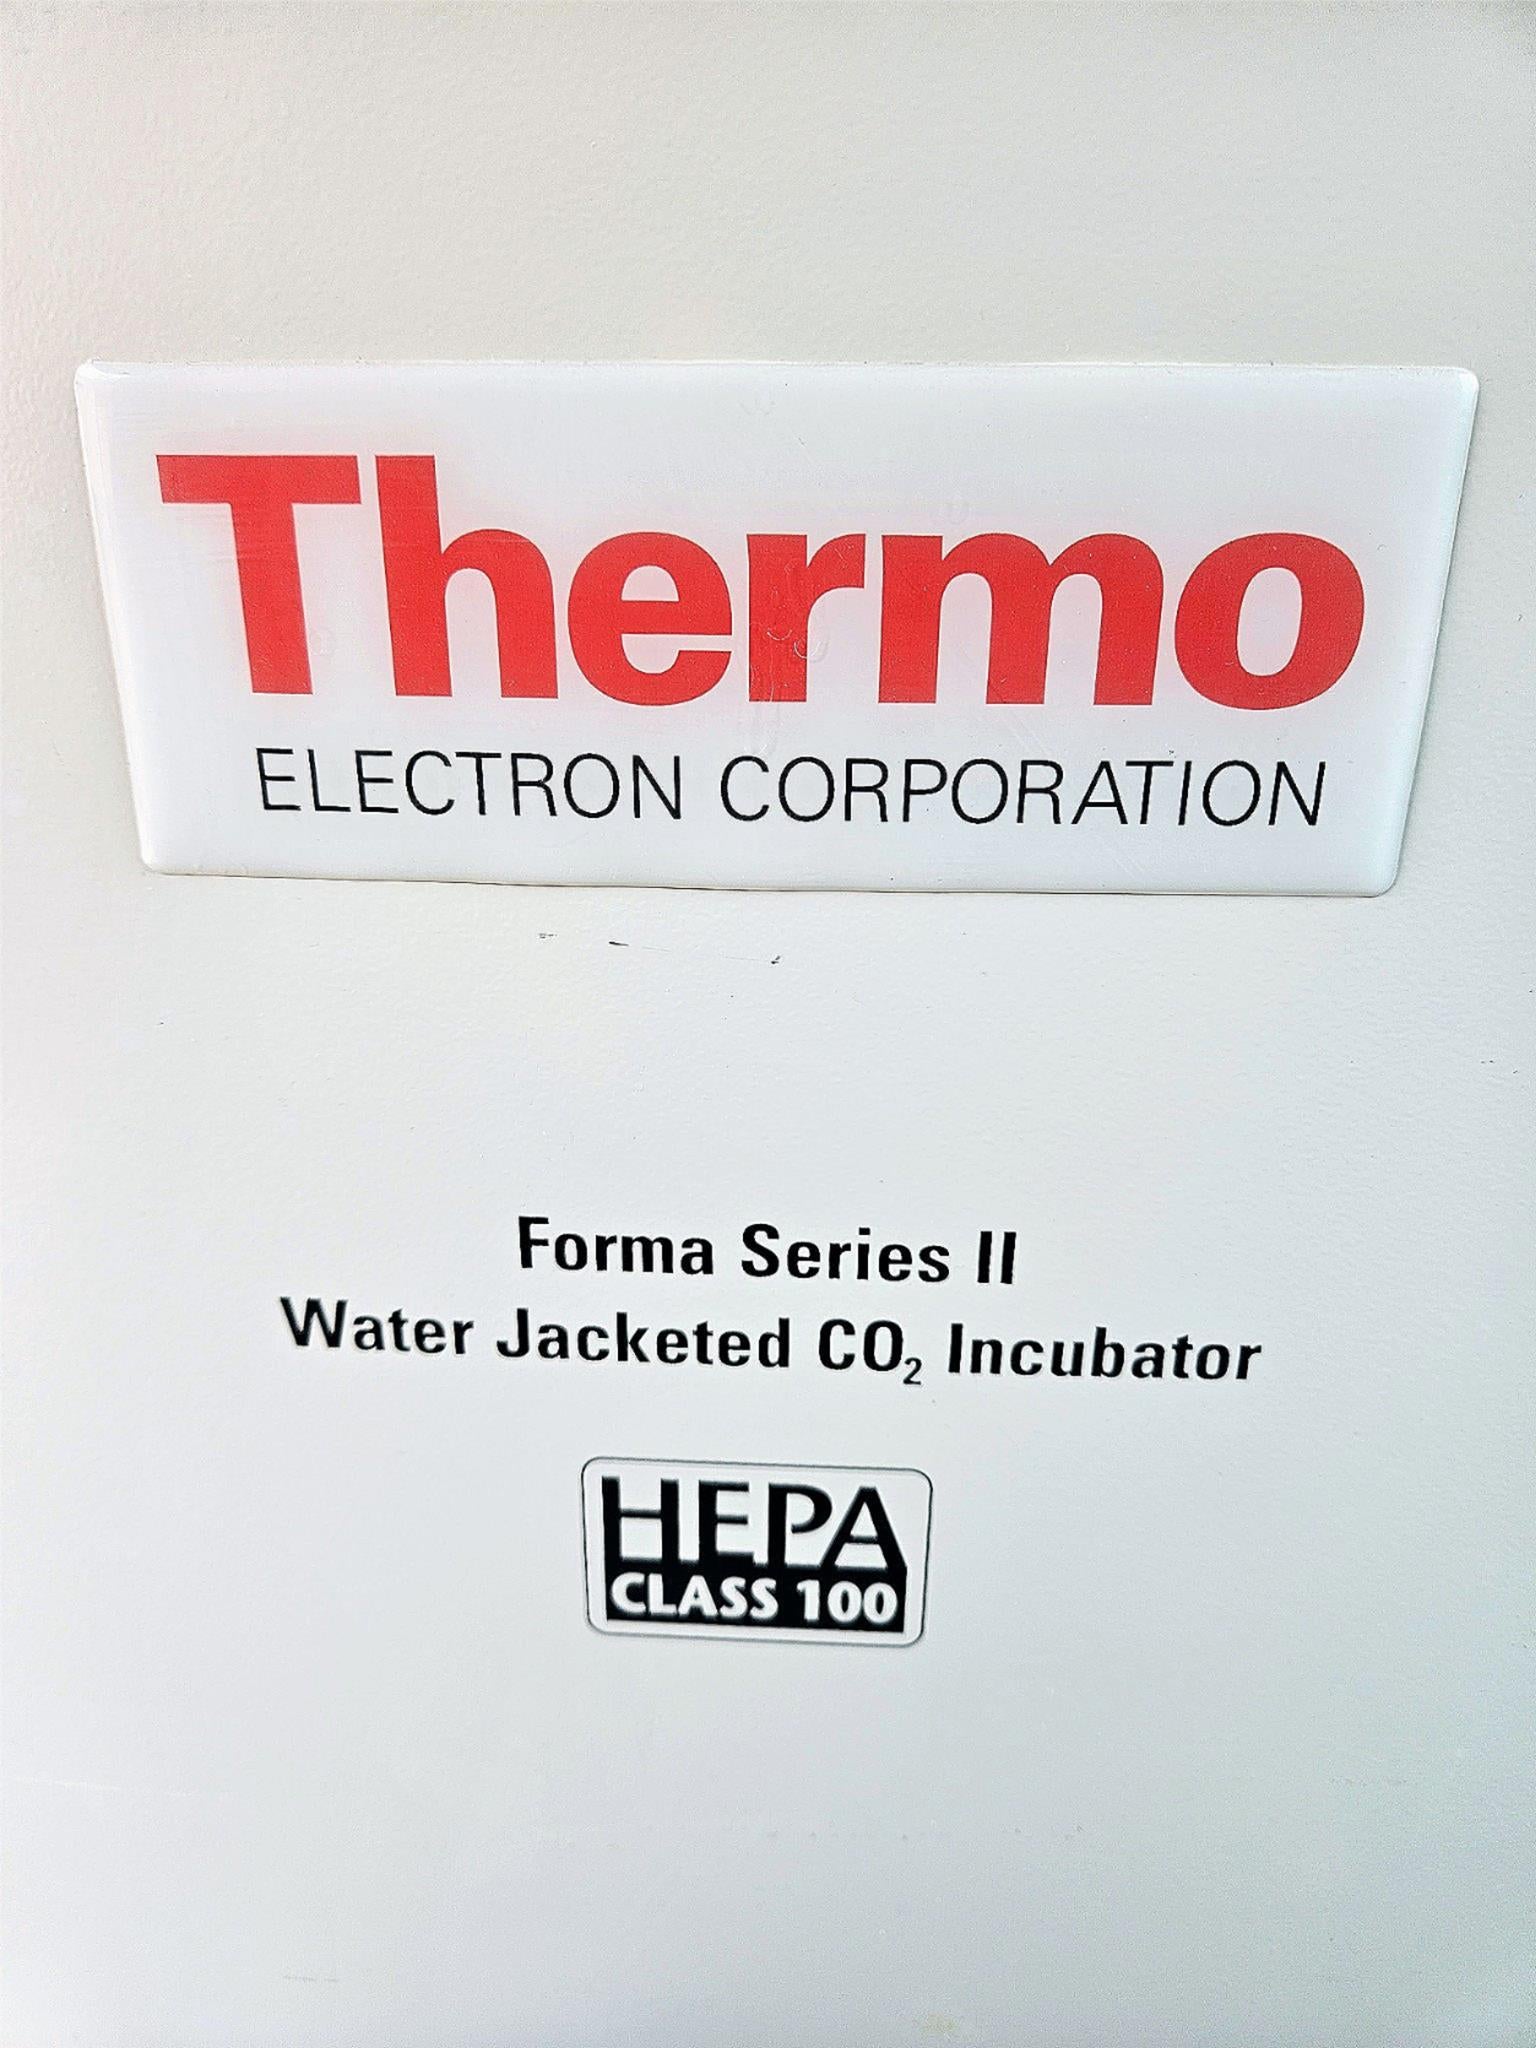 Thermo
ELECTRON CORPORATION
Forma Series II
Water Jacketed CO₂ Incubator
HEPA
CLASS 100